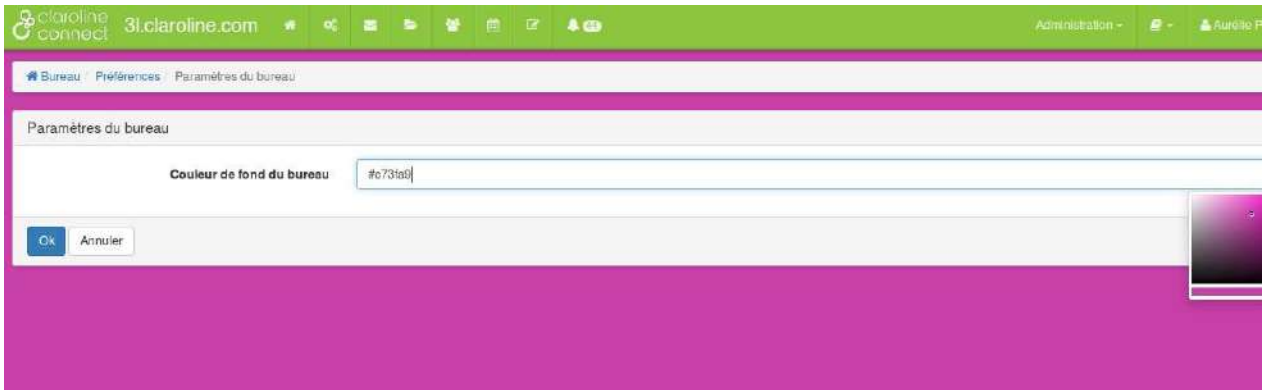 claroline
connect
3l.claroline.com
Administration
Aurélie P
Bureau / Préférences / Paramètres du bureau
Paramètres du bureau
Couleur de fond du bureau
#c73fa9
Ok
Annuler